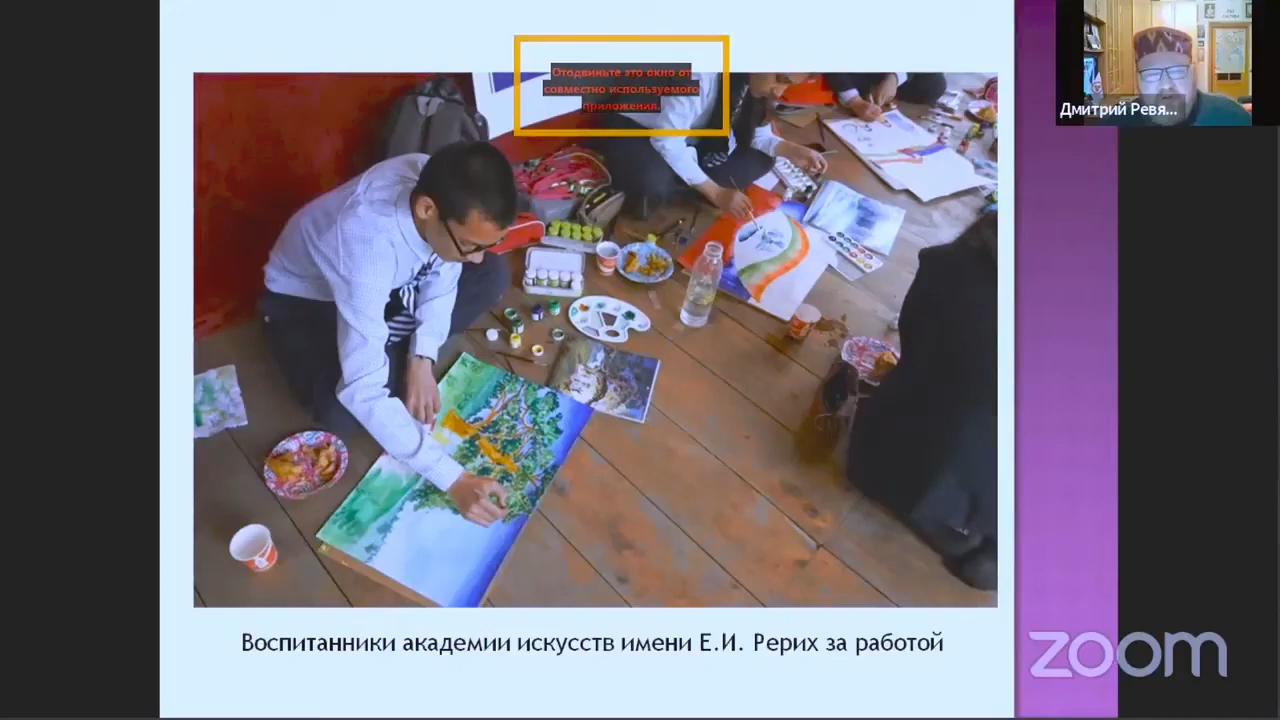 Отодвиньте это окно от
совместно используемого
приложения.
Дмитрий Ревя...
Воспитанники академии искусств имени Е.И. Рерих за работой
zoom